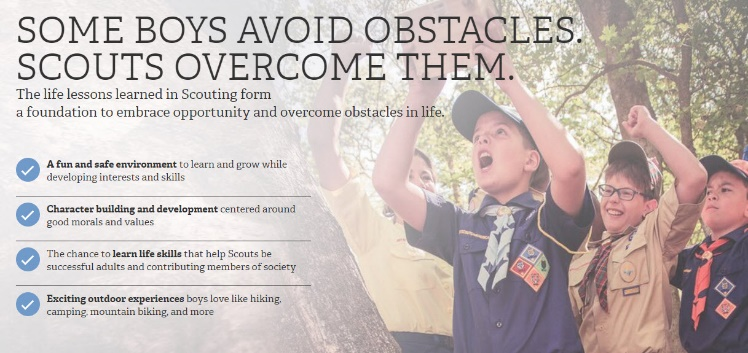 SOME BOYS AVOID OBSTACLES.
SCOUTS OVERCOME THEM.
The life lessons learned in Scouting form
a foundation to embrace opportunity and overcome obstacles in life.
A fun and safe environment to learn and grow while
developing interests and skills
Character building and development centered around
good morals and values
The chance to learn life skills that help Scouts be
successful adults and contributing members of society
Exciting outdoor experiences boys love like hiking,
camping, mountain biking, and more